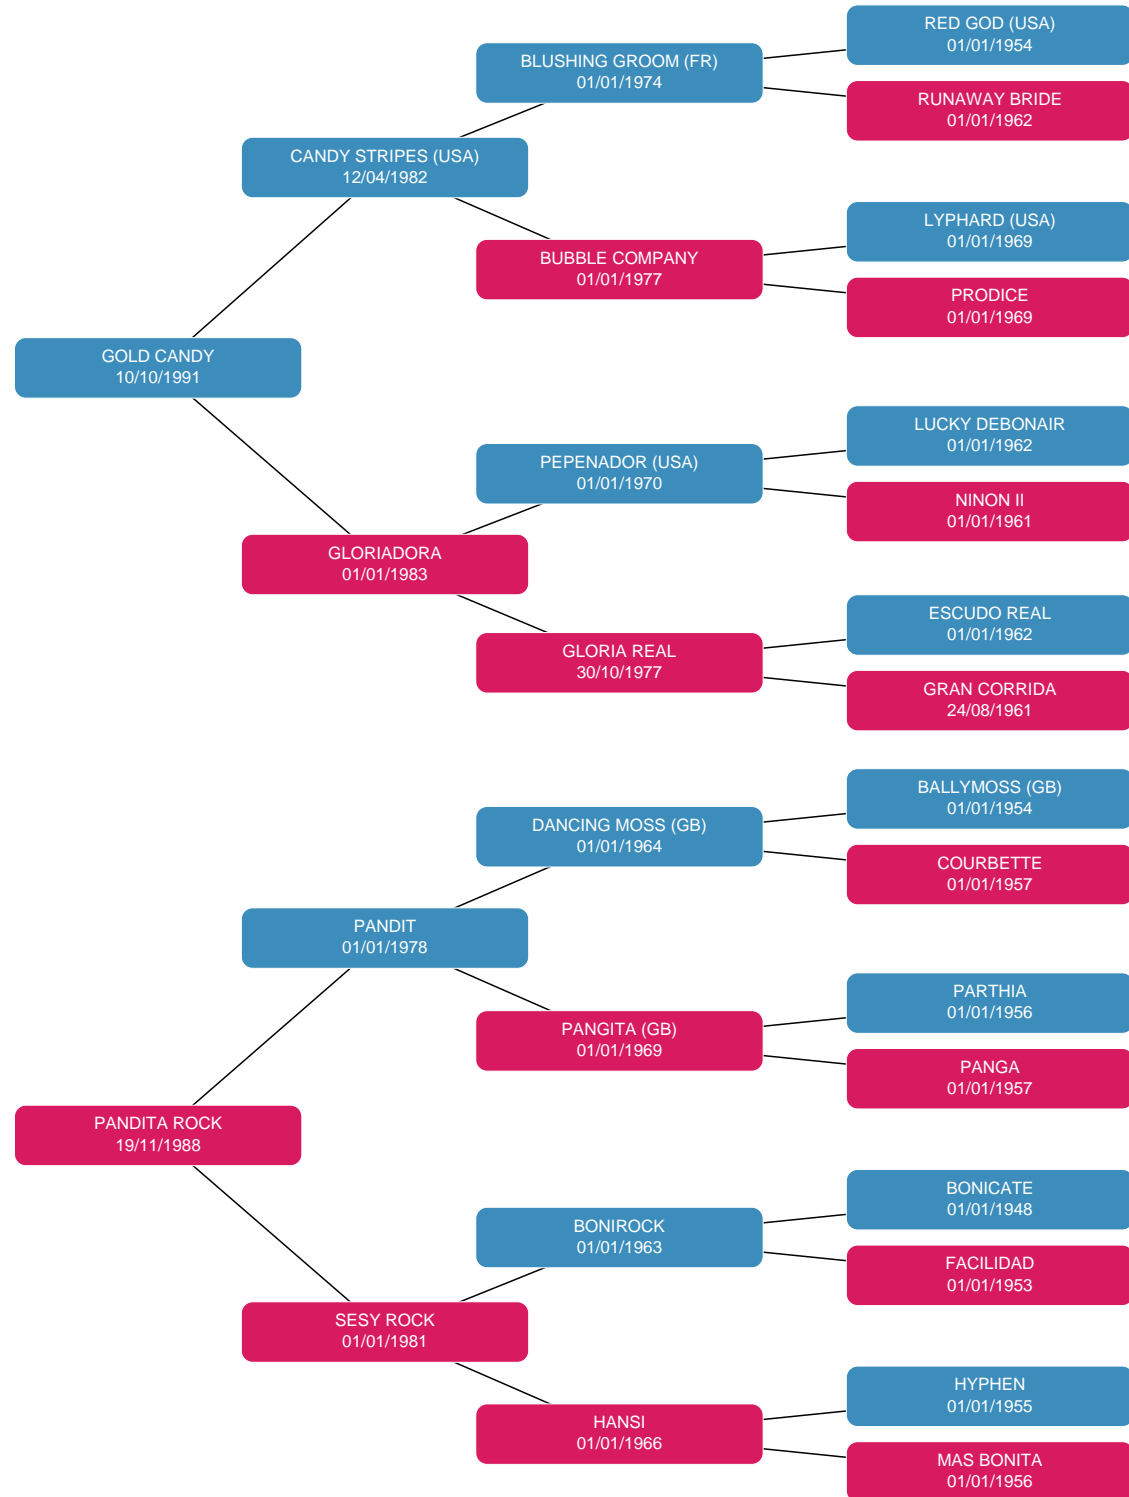 RED GOD (USA)
01/01/1954
BLUSHING GROOM (FR)
01/01/1974
RUNAWAY BRIDE
01/01/1962
CANDY STRIPES (USA)
12/04/1982
LYPHARD (USA)
01/01/1969
BUBBLE COMPANY
01/01/1977
PRODICE
01/01/1969
GOLD CANDY
10/10/1991
LUCKY DEBONAIR
01/01/1962
PEPENADOR (USA)
01/01/1970
NINON II
01/01/1961
GLORIADORA
01/01/1983
ESCUDO REAL
01/01/1962
GLORIA REAL
30/10/1977
GRAN CORRIDA
24/08/1961
BALLYMOSS (GB)
01/01/1954
DANCING MOSS (GB)
01/01/1964
COURBETTE
01/01/1957
PANDIT
01/01/1978
PARTHIA
01/01/1956
PANGITA (GB)
01/01/1969
PANGA
01/01/1957
PANDITA ROCK
19/11/1988
BONICATE
01/01/1948
BONIROCK
01/01/1963
FACILIDAD
01/01/1953
SESY ROCK
01/01/1981
HYPHEN
01/01/1955
HANSI
01/01/1966
MAS BONITA
01/01/1956